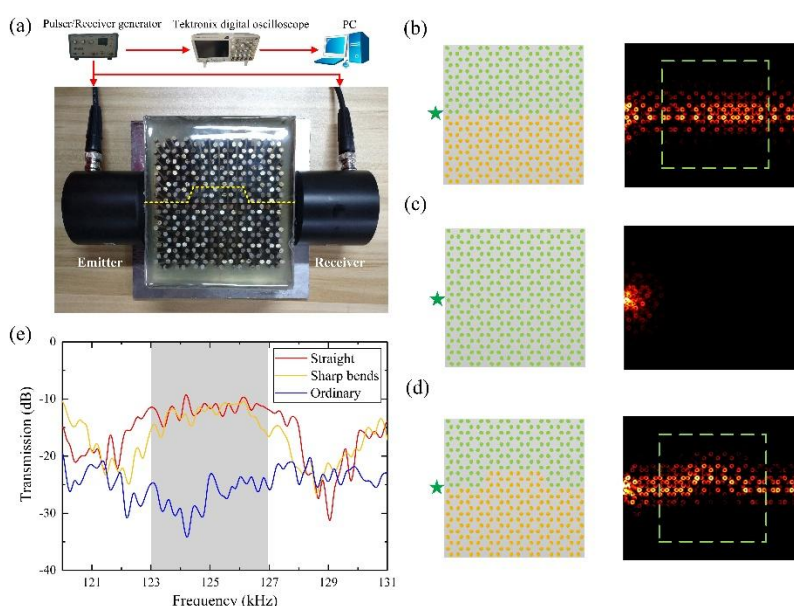 (a)
Pulser/Receiver generator
Tektronix digital oscilloscope
PC
Emitter
Receiver
(b)
(c)
(d)
(e)
Straight
Sharp bends
Ordinary
Transmission (dB)
0
-10
-20
-30
-40
121
123
125
127
129
131
Frequency (kHz)